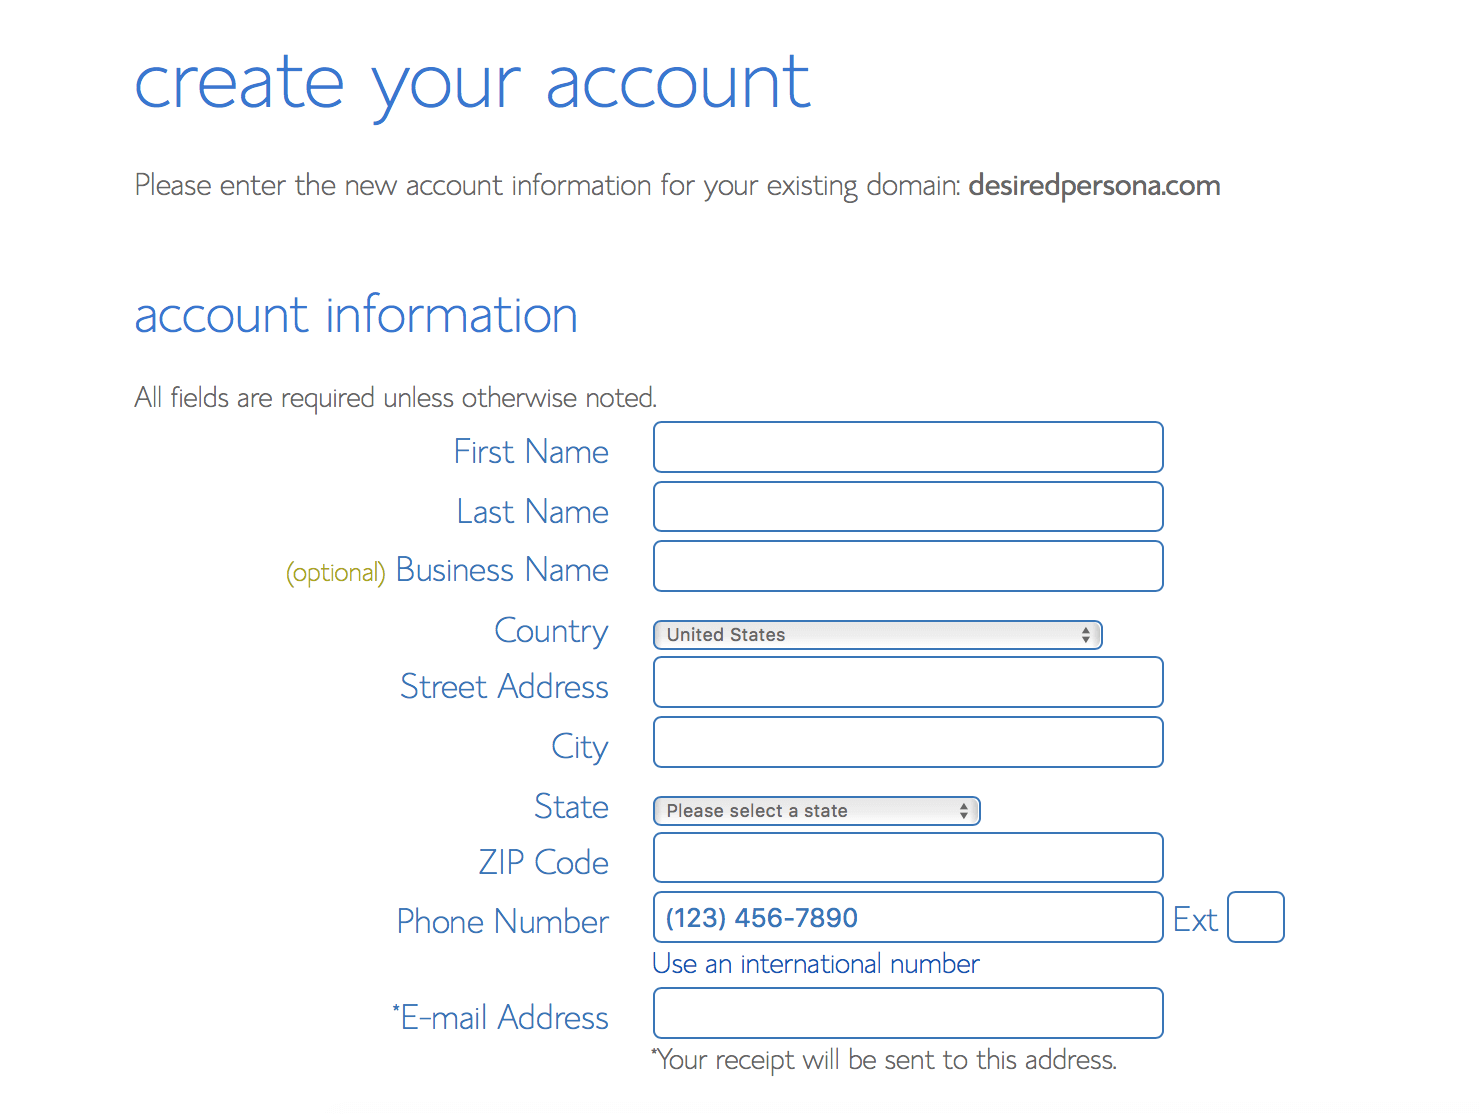 create your account
Please enter the new account information for your existing domain: desiredpersona.com
account information
All fields are required unless otherwise noted.
First Name
Last Name
(optional) Business Name
Country United States
Street Address
City
State Please select a state
ZIP Code
Phone Number (123) 456-7890 Ext
Use an international number
*E-mail Address
*Your receipt will be sent to this address.